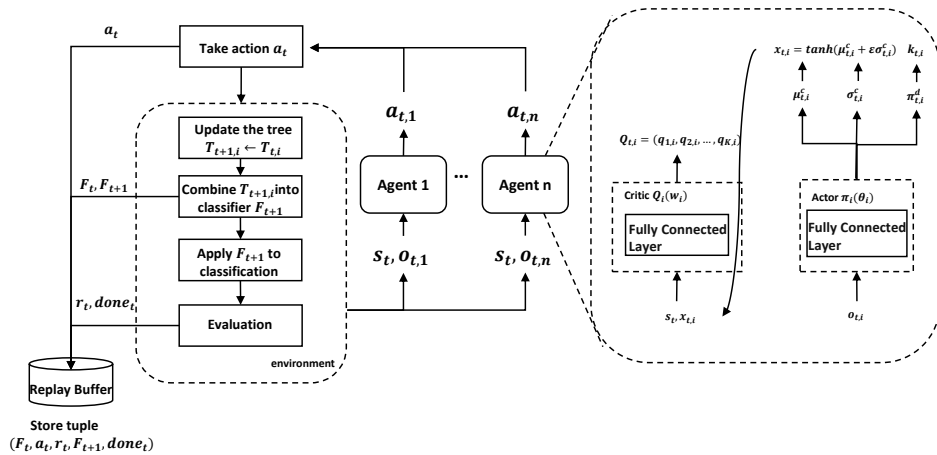 a_t
Take action a_t
Update the tree
T_{t+1,i} ← T_{t,i}
F_t, F_{t+1}
Combine T_{t+1,i} into
classifier F_{t+1}
Apply F_{t+1} to
classification
r_t, done_t
Evaluation
environment
Replay Buffer
Store tuple
(F_t, a_t, r_t, F_{t+1}, done_t)
a_{t,1}
a_{t,n}
Agent 1
...
Agent n
s_t, o_{t,1}
s_t, o_{t,n}
x_{t,i} = tanh(μ^c_{t,i} + εσ^c_{t,i})
k_{t,i}
μ^c_{t,i}
σ^c_{t,i}
π^d_{t,i}
Q_{t,i} = (q_{1,i}, q_{2,i}, ..., q_{K,i})
Critic Q_i(w_i)
Fully Connected
Layer
s_t, x_{t,i}
Actor π_i(θ_i)
Fully Connected
Layer
o_{t,i}